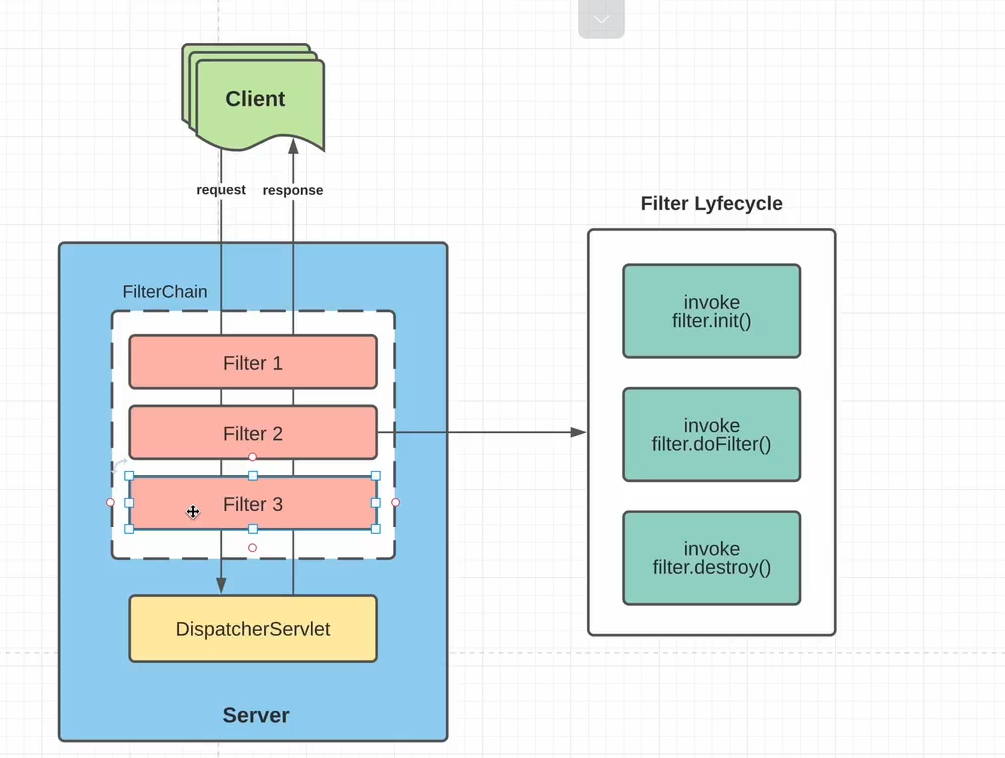 Client
request
response
FilterChain
Filter 1
Filter 2
Filter 3
DispatcherServlet
Server
Filter Lyfecycle
invoke
filter.init()
invoke
filter.doFilter()
invoke
filter.destroy()